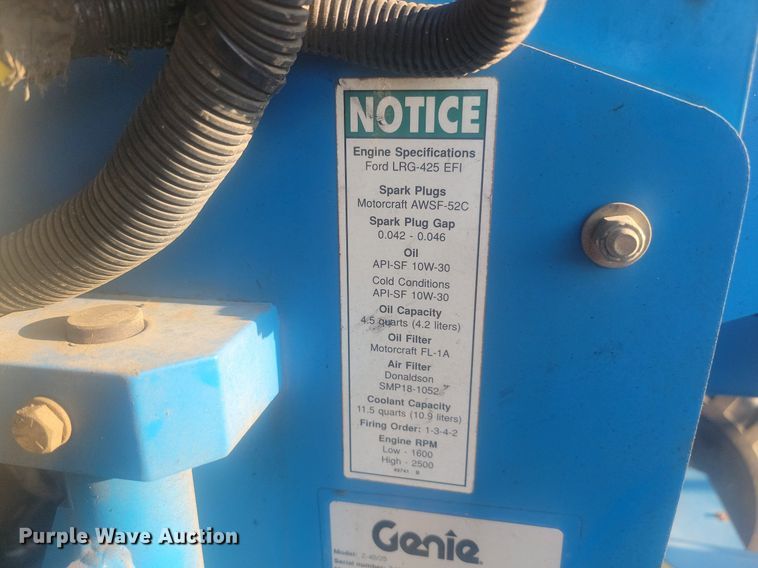 NOTICE
Engine Specifications
Ford LRG-425 EFI
Spark Plugs
Motorcraft AWSF-52C
Spark Plug Gap
0.042 - 0.046
Oil
API-SF 10W-30
Cold Conditions
API-SF 10W-30
Oil Capacity
4.5 quarts (4.2 liters)
Oil Filter
Motorcraft FL-1A
Air Filter
Donaldson
SMP18-1052
Coolant Capacity
11.5 quarts (10.9 liters)
Firing Order: 1-3-4-2
Engine RPM
Low - 1600
High - 2500
Genie
Model:
Serial number:
Purple Wave Auction